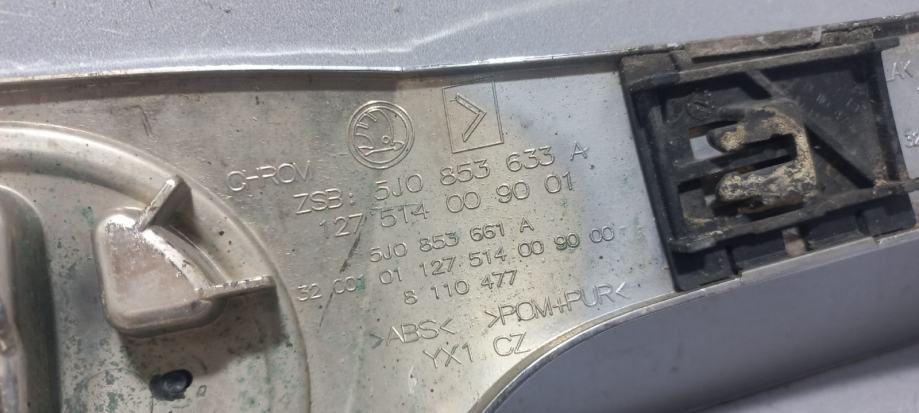 CHROM
ZSB: 5J0 853 633 A
127 514 00 90 01
5J0 853 661 A
32 001 01 127 514 00 90 00
8 110 477
>ABS< >POM+PUR<
YX1 CZ